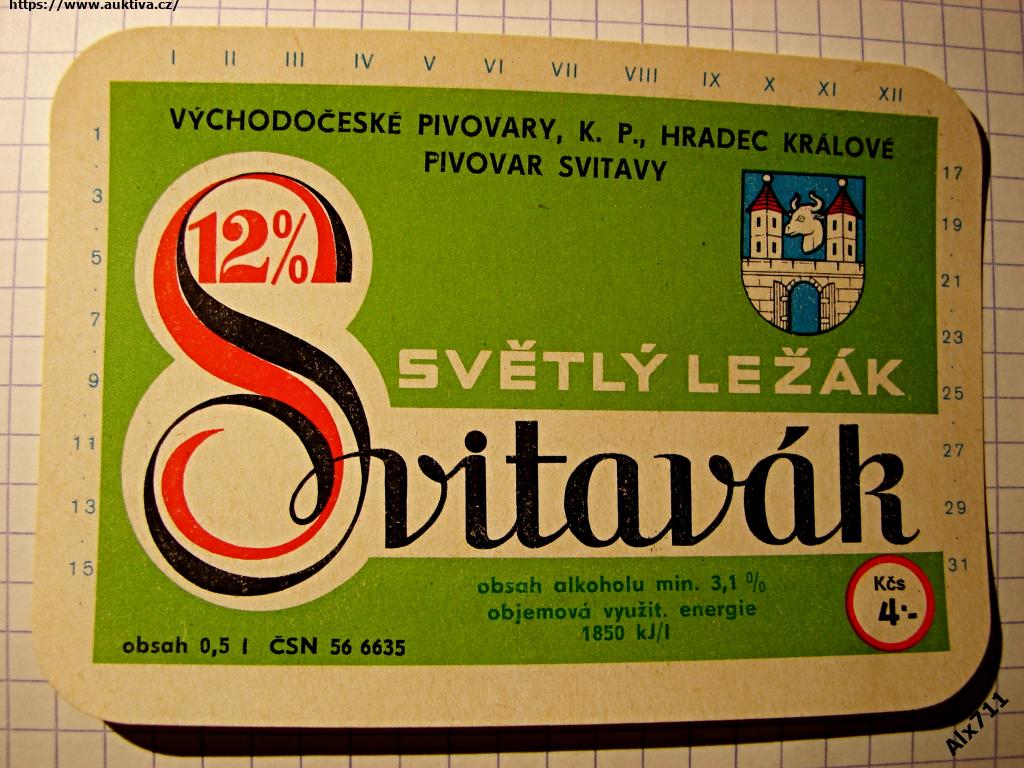 https://www.auktiva.cz/
I II III IV V VI VII VIII IX X XI XII
VÝCHODOČESKÉ PIVOVARY, K. P., HRADEC KRÁLOVÉ
PIVOVAR SVITAVY
12%
SVĚTLÝ LEŽÁK
Svitavák
obsah alkoholu min. 3,1 %
objemová využit. energie
1850 kJ/l
Kčs
4·-
obsah 0,5 l ČSN 56 6635
1
3
5
7
9
11
13
15
17
19
21
23
25
27
29
31
Alx711